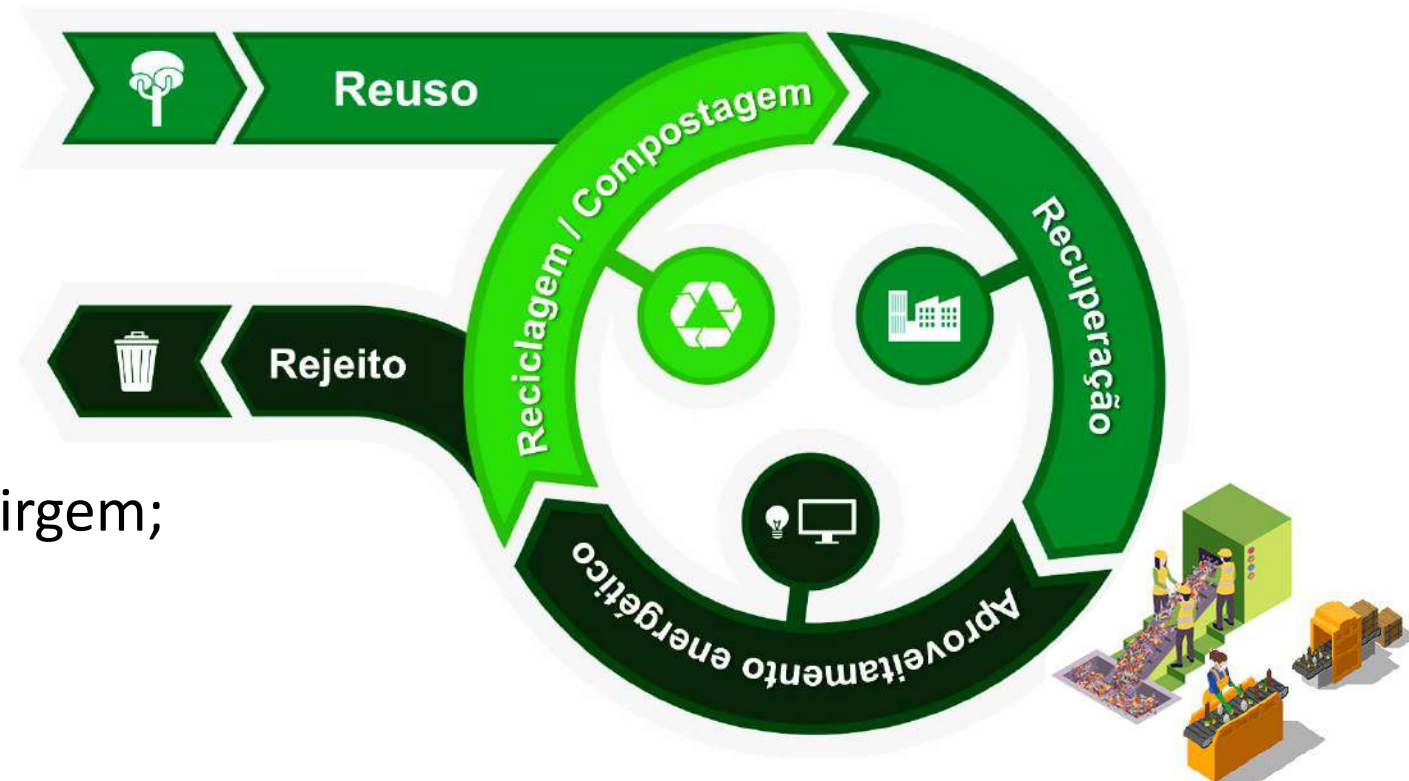 Reuso
Reciclagem / Compostagem
Recuperação
Rejeito
irgem;
Aproveitamento energético